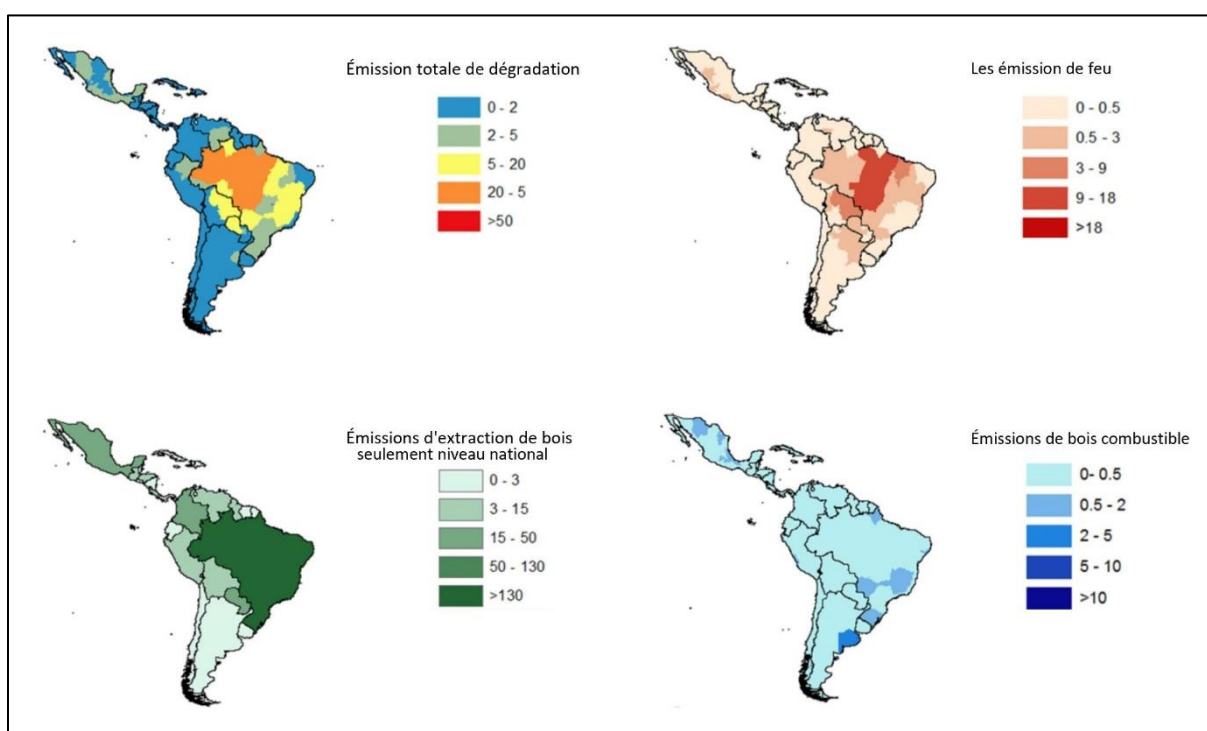 Émission totale de dégradation
0 - 2
2 - 5
5 - 20
20 - 5
>50
Les émission de feu
0 - 0.5
0.5 - 3
3 - 9
9 - 18
>18
Émissions d'extraction de bois
seulement niveau national
0 - 3
3 - 15
15 - 50
50 - 130
>130
Émissions de bois combustible
0- 0.5
0.5 - 2
2 - 5
5 - 10
>10